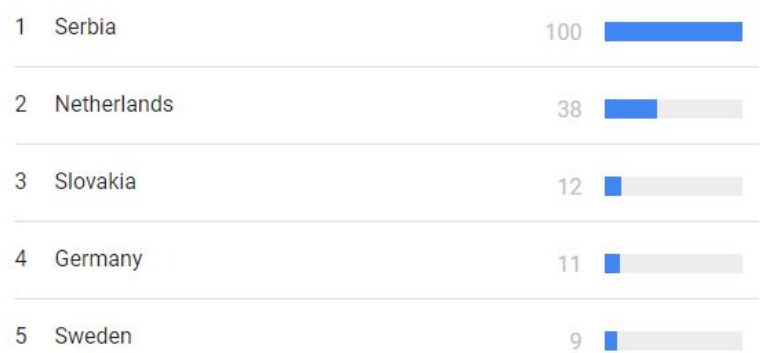 1 Serbia 100
2 Netherlands 38
3 Slovakia 12
4 Germany 11
5 Sweden 9